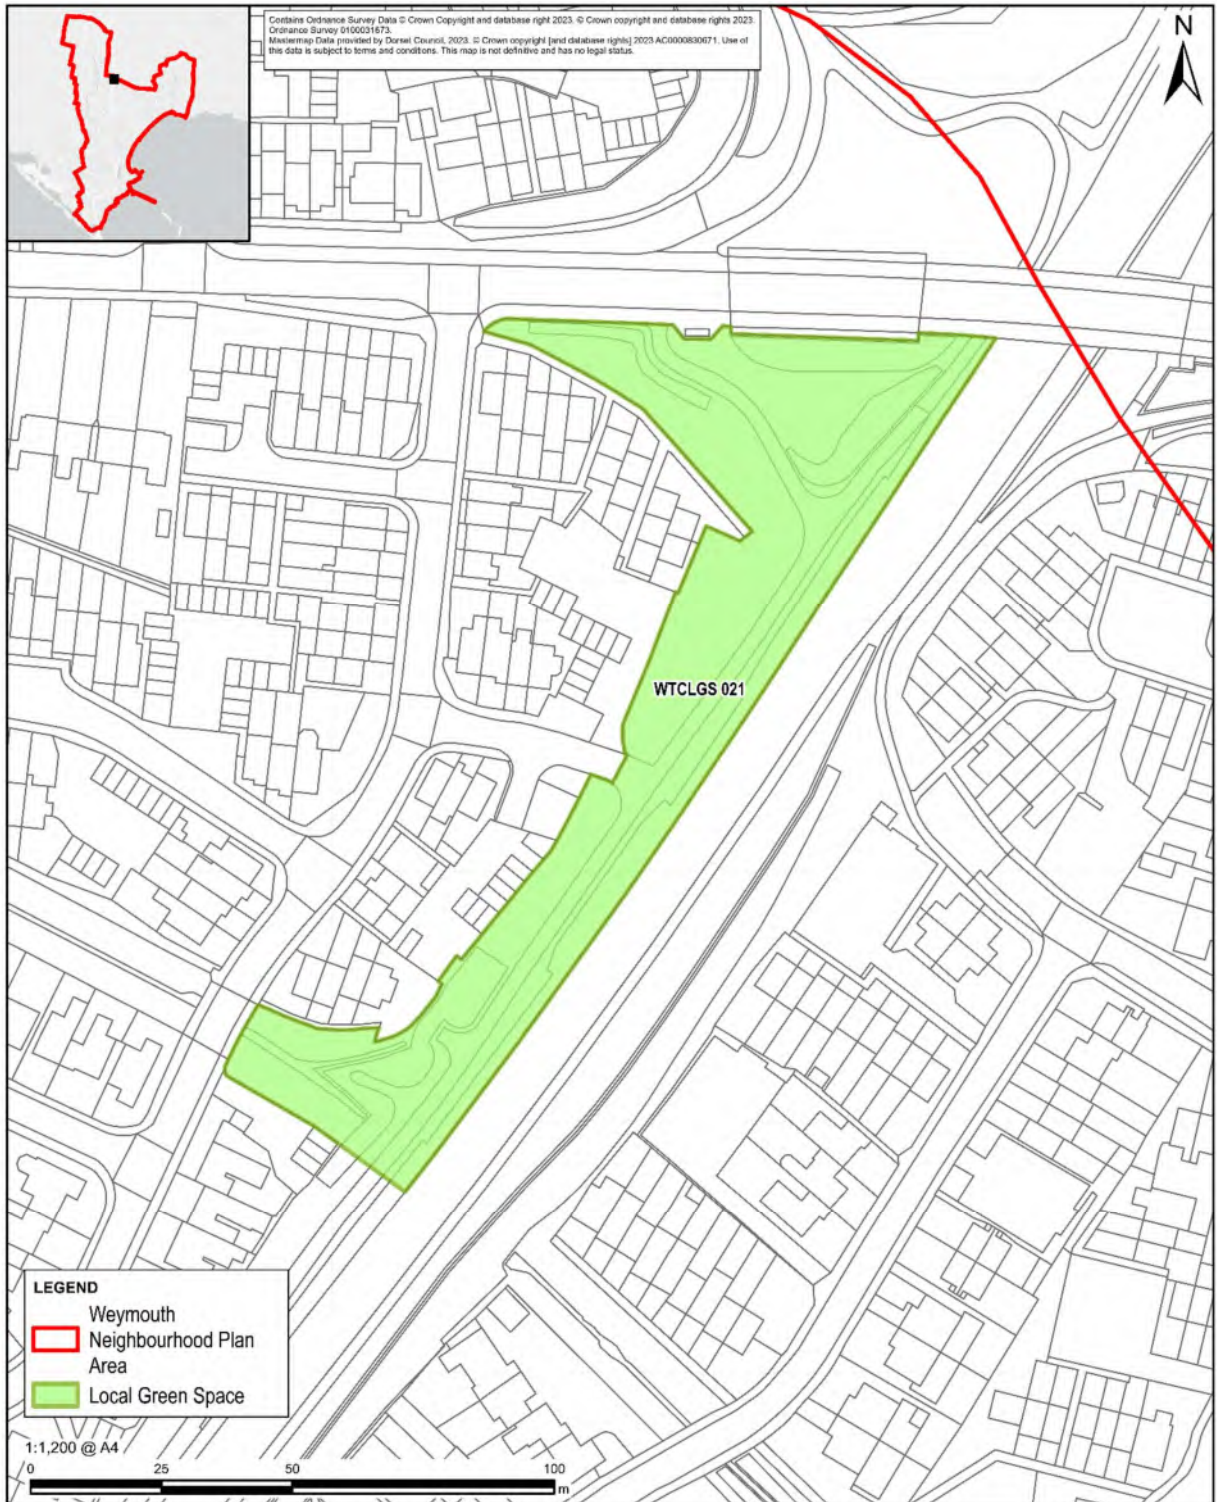 Contains Ordnance Survey Data © Crown Copyright and database right 2023. © Crown copyright and database rights 2023.
Ordnance Survey 0100031673.
Mastermap Data provided by Dorset Council, 2023. © Crown copyright [and database rights] 2023 AC0000830671. Use of
this data is subject to terms and conditions. This map is not definitive and has no legal status.
N
WTCLGS 021
LEGEND
Weymouth
Neighbourhood Plan
Area
Local Green Space
1:1,200 @ A4
0 25 50 100
m